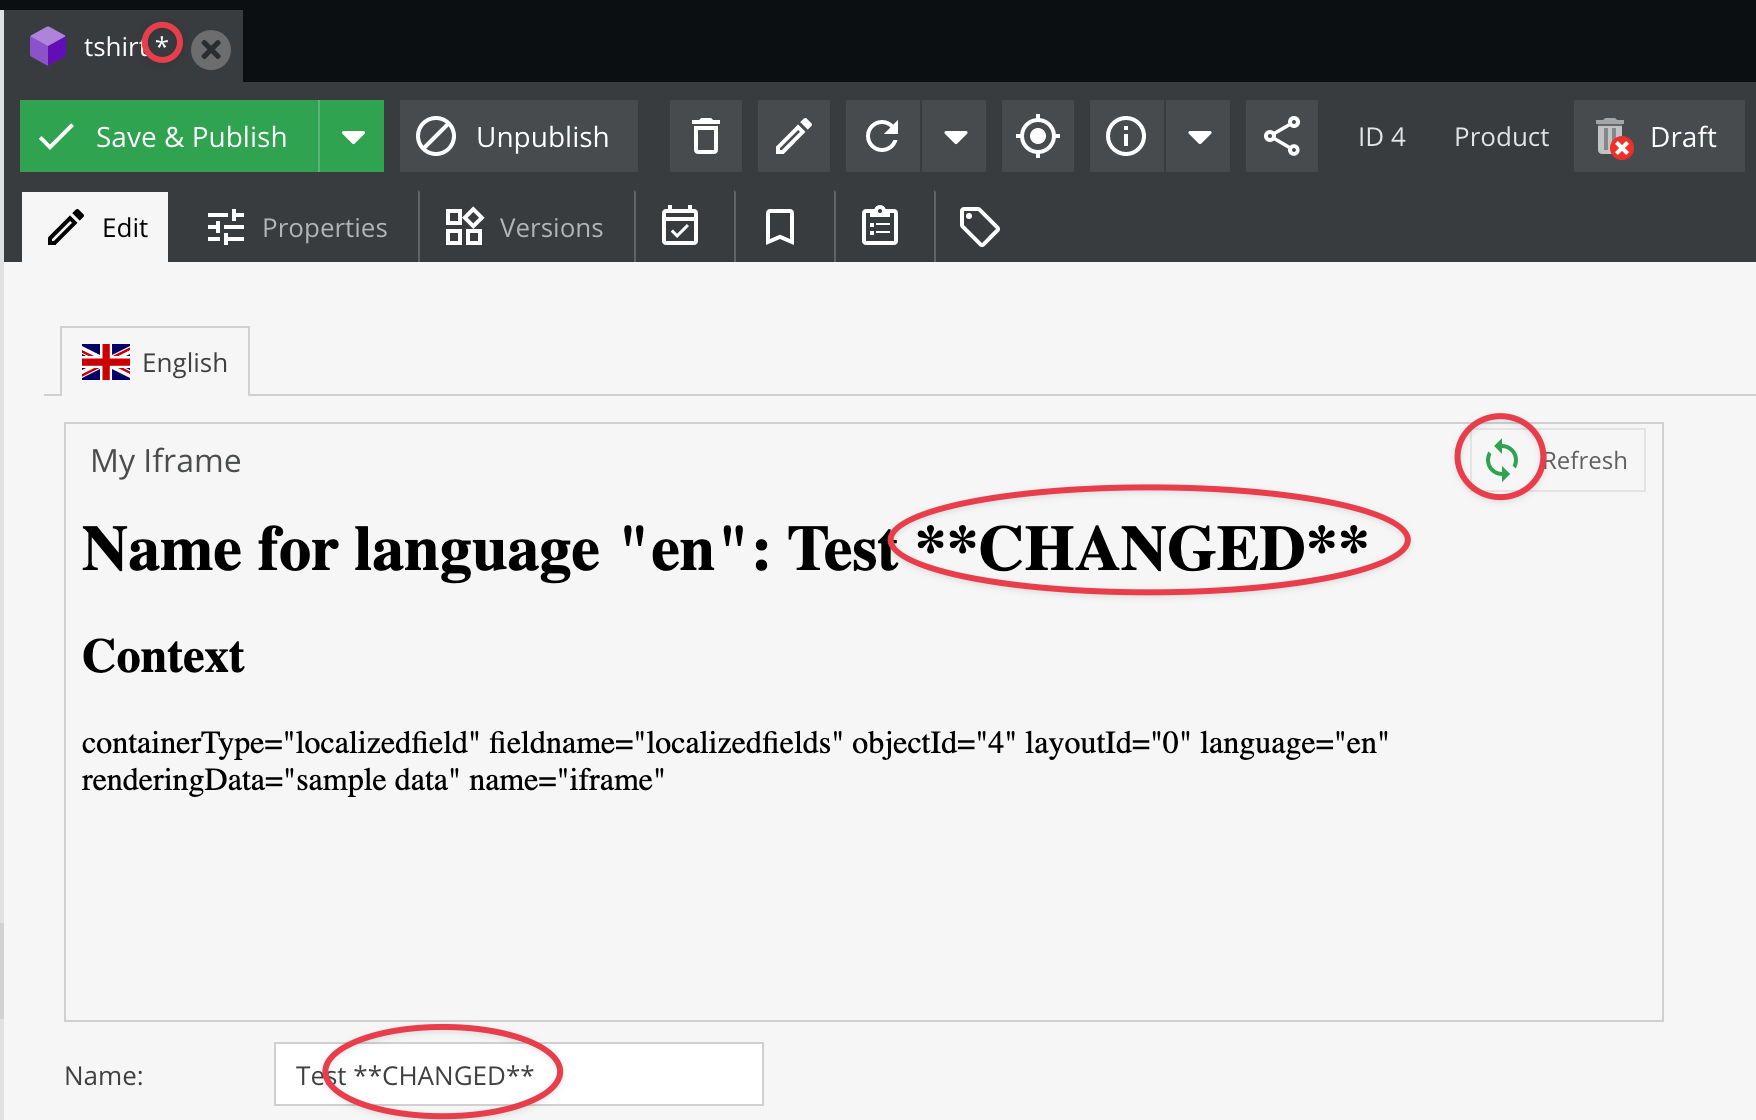 tshirt *
Save & Publish
Unpublish
ID 4
Product
Draft
Edit
Properties
Versions
English
My Iframe
Refresh
Name for language "en": Test **CHANGED**
Context
containerType="localizedfield" fieldname="localizedfields" objectId="4" layoutId="0" language="en"
renderingData="sample data" name="iframe"
Name:
Test **CHANGED**